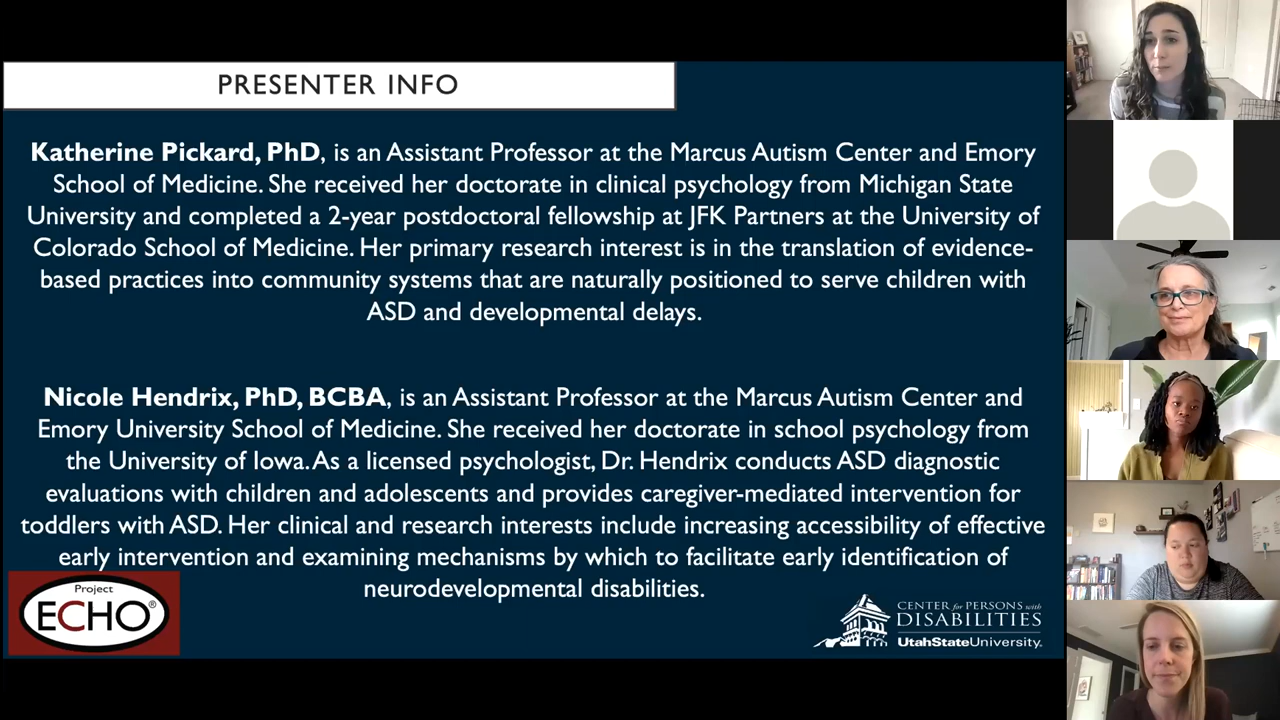 PRESENTER INFO
Katherine Pickard, PhD, is an Assistant Professor at the Marcus Autism Center and Emory
School of Medicine. She received her doctorate in clinical psychology from Michigan State
University and completed a 2-year postdoctoral fellowship at JFK Partners at the University of
Colorado School of Medicine. Her primary research interest is in the translation of evidence-
based practices into community systems that are naturally positioned to serve children with
ASD and developmental delays.
Nicole Hendrix, PhD, BCBA, is an Assistant Professor at the Marcus Autism Center and
Emory University School of Medicine. She received her doctorate in school psychology from
the University of Iowa. As a licensed psychologist, Dr. Hendrix conducts ASD diagnostic
evaluations with children and adolescents and provides caregiver-mediated intervention for
toddlers with ASD. Her clinical and research interests include increasing accessibility of effective
early intervention and examining mechanisms by which to facilitate early identification of
neurodevelopmental disabilities.
Project
ECHO®
CENTER for PERSONS with
DISABILITIES
UtahStateUniversity.